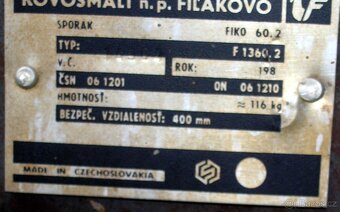 KOVOSMALT n.p. FIĽAKOVO
SPORÁK FIKO 60.2
TYP: F 1360.2
v. č. ROK: 198
ČSN 06 1201 ON 06 1210
HMOTNOSŤ: ≈ 116 kg
BEZPEČ. VZDIALENOSŤ: 400 mm
MADE IN CZECHOSLOVAKIA